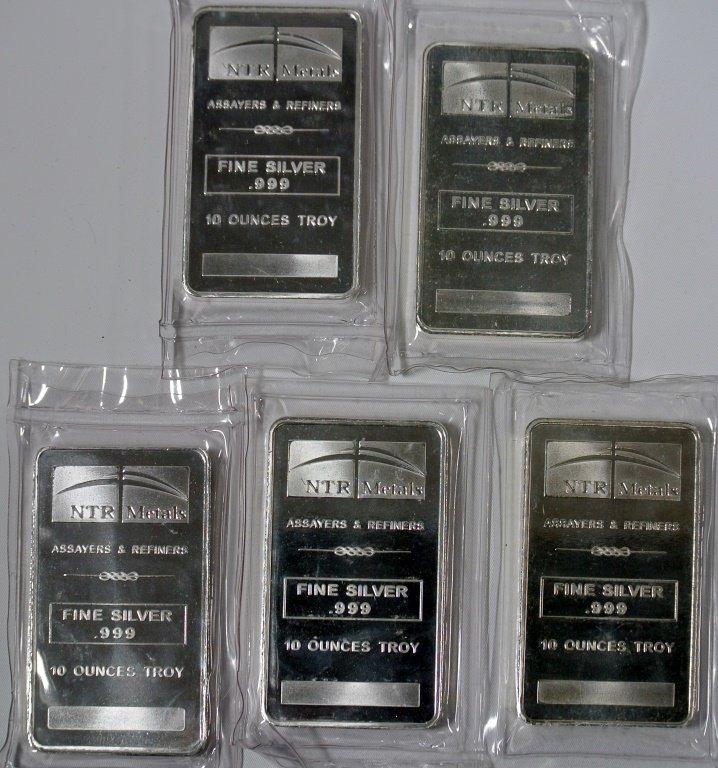 NTR Metals
ASSAYERS & REFINERS
FINE SILVER
.999
10 OUNCES TROY
NTR Metals
ASSAYERS & REFINERS
FINE SILVER
.999
10 OUNCES TROY
NTR Metals
ASSAYERS & REFINERS
FINE SILVER
.999
10 OUNCES TROY
NTR Metals
ASSAYERS & REFINERS
FINE SILVER
.999
10 OUNCES TROY
NTR Metals
ASSAYERS & REFINERS
FINE SILVER
.999
10 OUNCES TROY